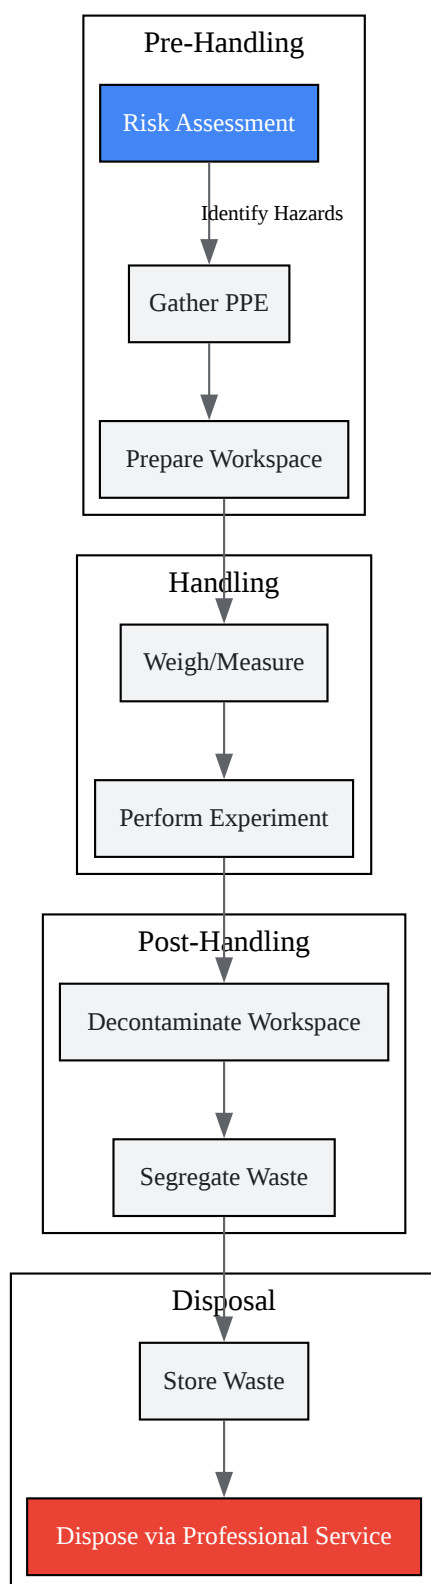 Pre-Handling
Risk Assessment
Identify Hazards
Gather PPE
Prepare Workspace
Handling
Weigh/Measure
Perform Experiment
Post-Handling
Decontaminate Workspace
Segregate Waste
Disposal
Store Waste
Dispose via Professional Service